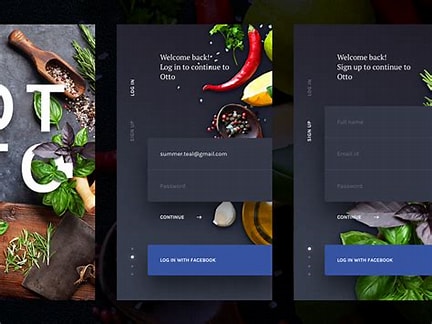 OT
TO
Welcome back!
Log in to continue to
Otto
LOG IN
SIGN UP
summer.teal@gmail.com
Password
CONTINUE
LOG IN WITH FACEBOOK
Welcome back!
Sign up to continue to
Otto
LOG IN
SIGN UP
Full name
Email id
Password
CONTINUE
LOG IN WITH FACEBOOK